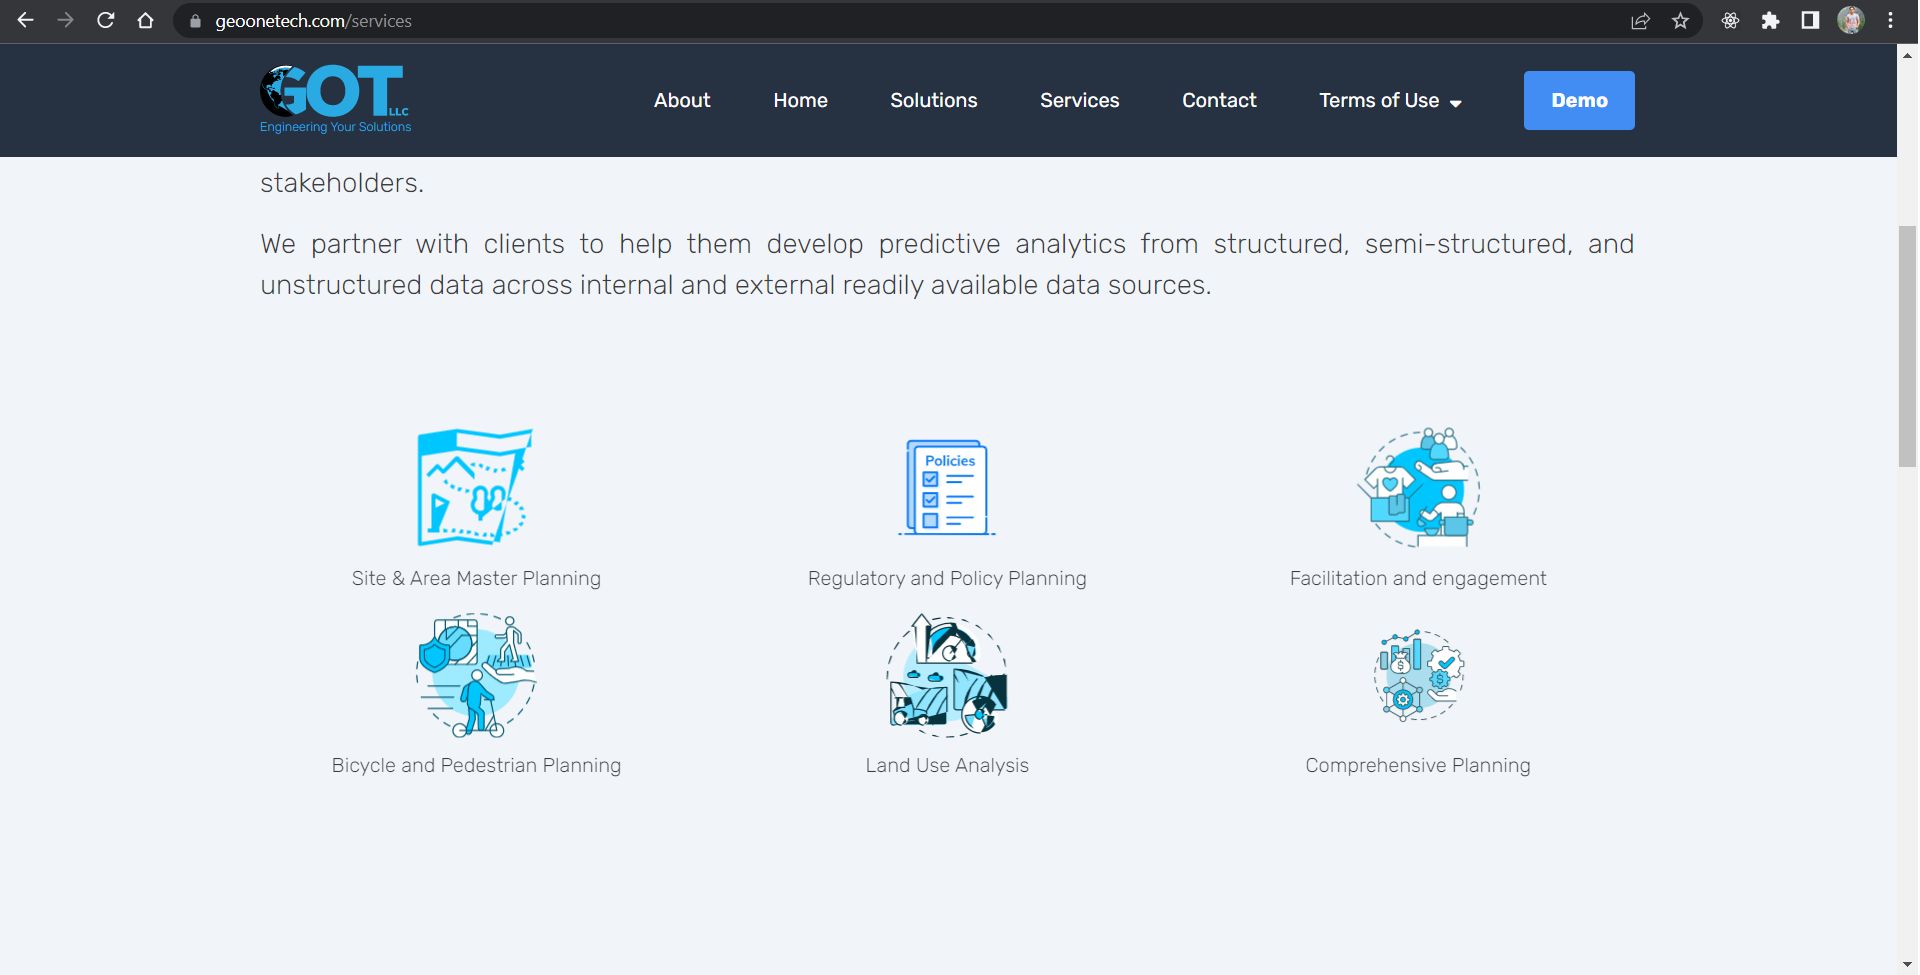 geoonetech.com/services
GOT LLC
Engineering Your Solutions
About Home Solutions Services Contact Terms of Use Demo
stakeholders.
We partner with clients to help them develop predictive analytics from structured, semi-structured, and
unstructured data across internal and external readily available data sources.
Policies
Site & Area Master Planning
Regulatory and Policy Planning
Facilitation and engagement
Bicycle and Pedestrian Planning
Land Use Analysis
Comprehensive Planning